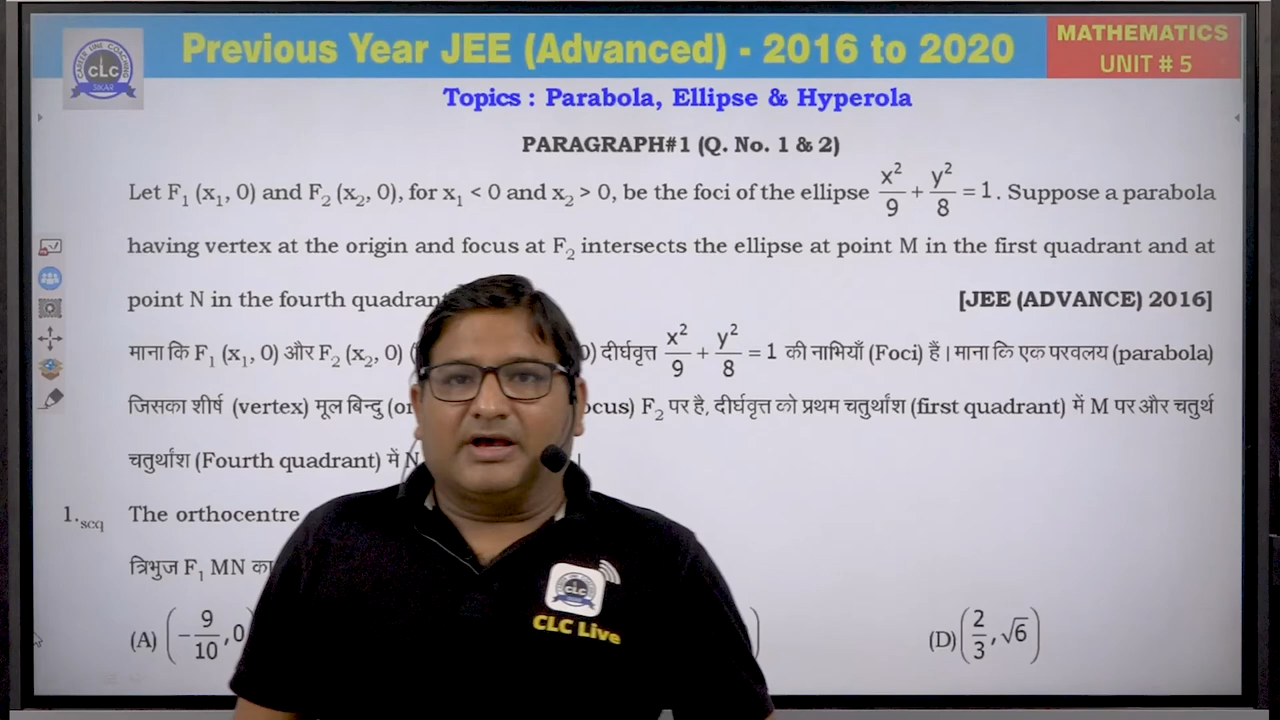 Previous Year JEE (Advanced) - 2016 to 2020
MATHEMATICS
UNIT # 5
CLC
SIKAR
Topics : Parabola, Ellipse & Hyperola
PARAGRAPH#1 (Q. No. 1 & 2)
Let F₁ (x₁, 0) and F₂ (x₂, 0), for x₁ < 0 and x₂ > 0, be the foci of the ellipse x²/9 + y²/8 = 1. Suppose a parabola
having vertex at the origin and focus at F₂ intersects the ellipse at point M in the first quadrant and at
point N in the fourth quadran
[JEE (ADVANCE) 2016]
माना कि F₁ (x₁, 0) और F₂ (x₂, 0) ( 0) दीर्घवृत्त x²/9 + y²/8 = 1 की नाभियाँ (Foci) हैं । माना कि एक परवलय (parabola)
जिसका शीर्ष (vertex) मूल बिन्दु (or ocus) F₂ पर है, दीर्घवृत्त को प्रथम चतुर्थांश (first quadrant) में M पर और चतुर्थ
चतुर्थांश (Fourth quadrant) में N ।
1.scq The orthocentre
त्रिभुज F₁ MN का
(A) (-9/10, 0 ) (D) (2/3, √6)
CLC
CLC Live